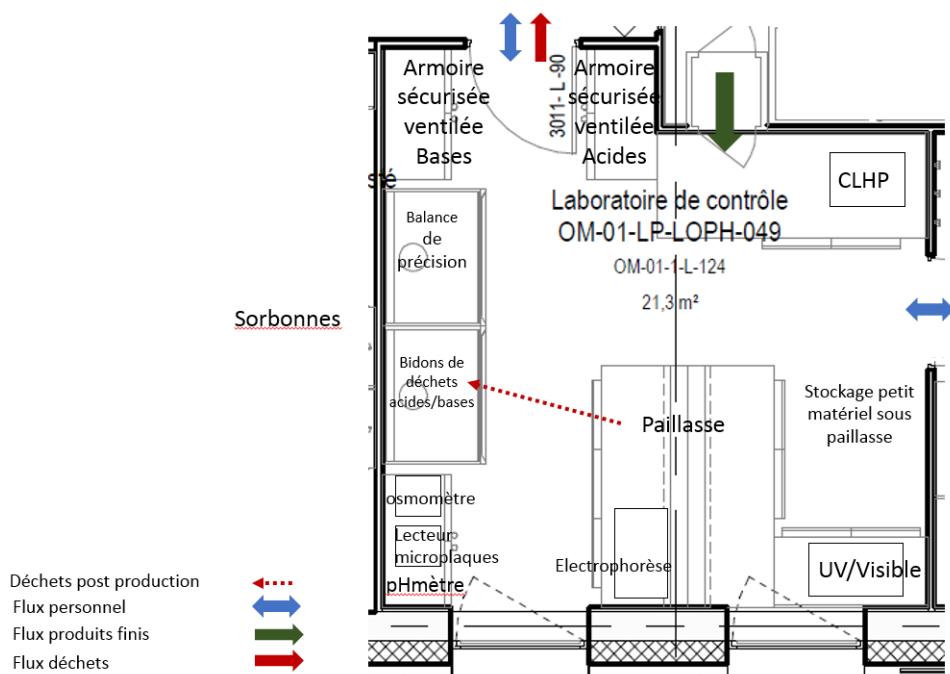 Armoire
sécurisée
ventilée
Bases
3011- L -90
Armoire
sécurisée
ventilée
Acides
CLHP
Laboratoire de contrôle
OM-01-LP-LOPH-049
OM-01-1-L-124
21,3 m²
Balance
de
précision
Sorbonnes
Bidons de
déchets
acides/bases
Paillasse
Stockage petit
matériel sous
paillasse
osmomètre
Lecteur
microplaques
pHmètre
Electrophorèse
UV/Visible
Déchets post production
Flux personnel
Flux produits finis
Flux déchets